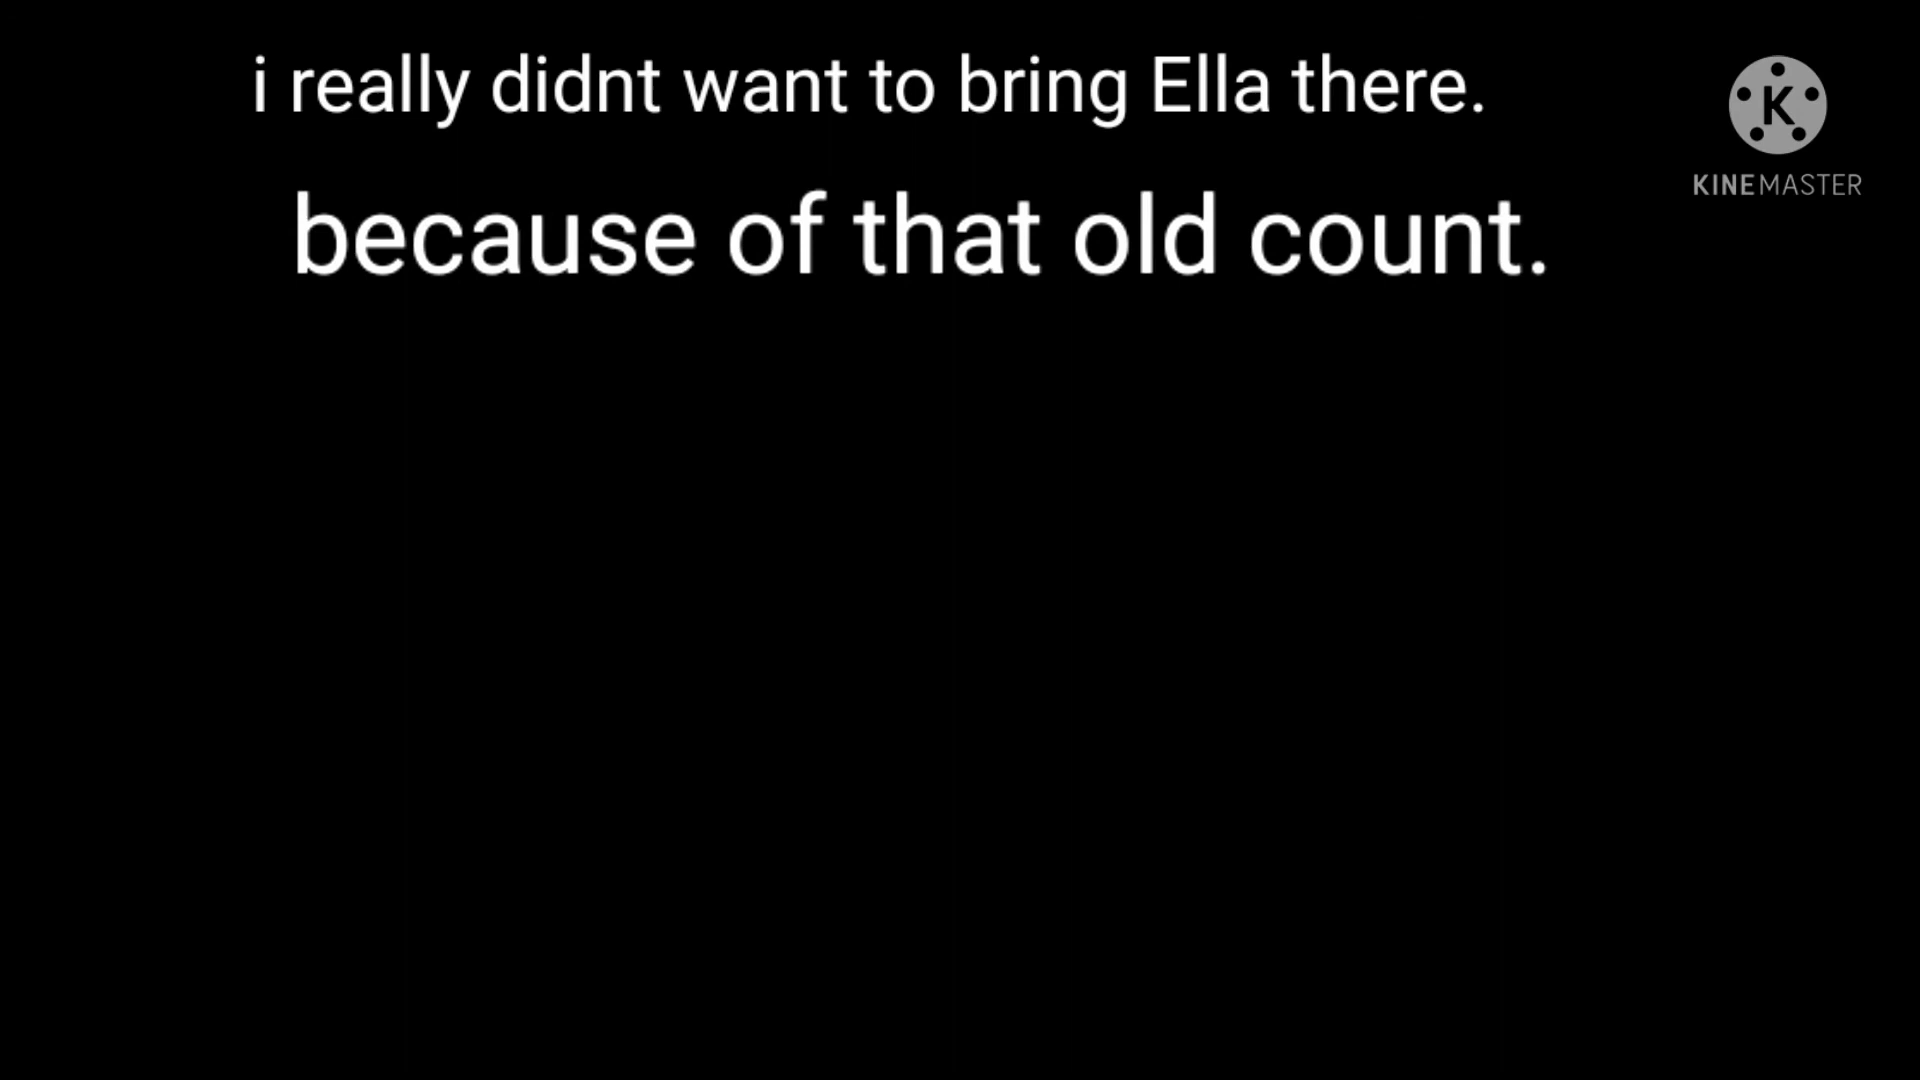 i really didnt want to bring Ella there.
because of that old count.
K
KINEMASTER